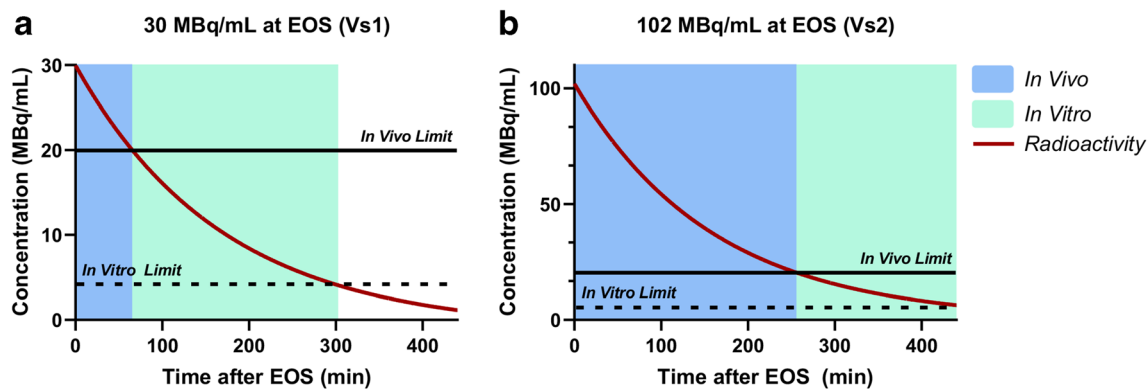 a
30 MBq/mL at EOS (Vs1)
Concentration (MBq/mL)
30
20
10
0
In Vivo Limit
In Vitro Limit
0 100 200 300 400
Time after EOS (min)
b
102 MBq/mL at EOS (Vs2)
Concentration (MBq/mL)
100
50
0
In Vivo Limit
In Vitro Limit
0 100 200 300 400
Time after EOS (min)
In Vivo
In Vitro
Radioactivity